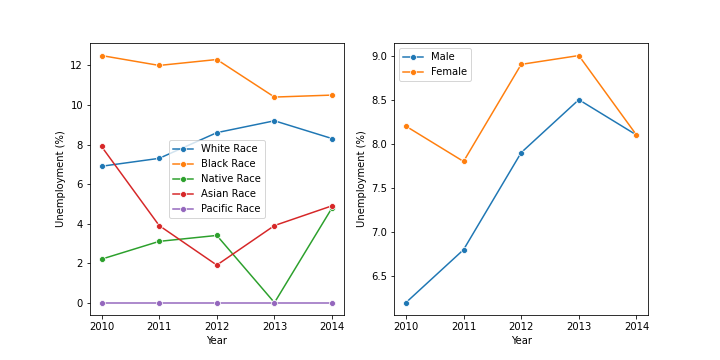 12
10
8
6
4
2
0
Unemployment (%)
White Race
Black Race
Native Race
Asian Race
Pacific Race
2010 2011 2012 2013 2014
Year
9.0
8.5
8.0
7.5
7.0
6.5
Unemployment (%)
Male
Female
2010 2011 2012 2013 2014
Year